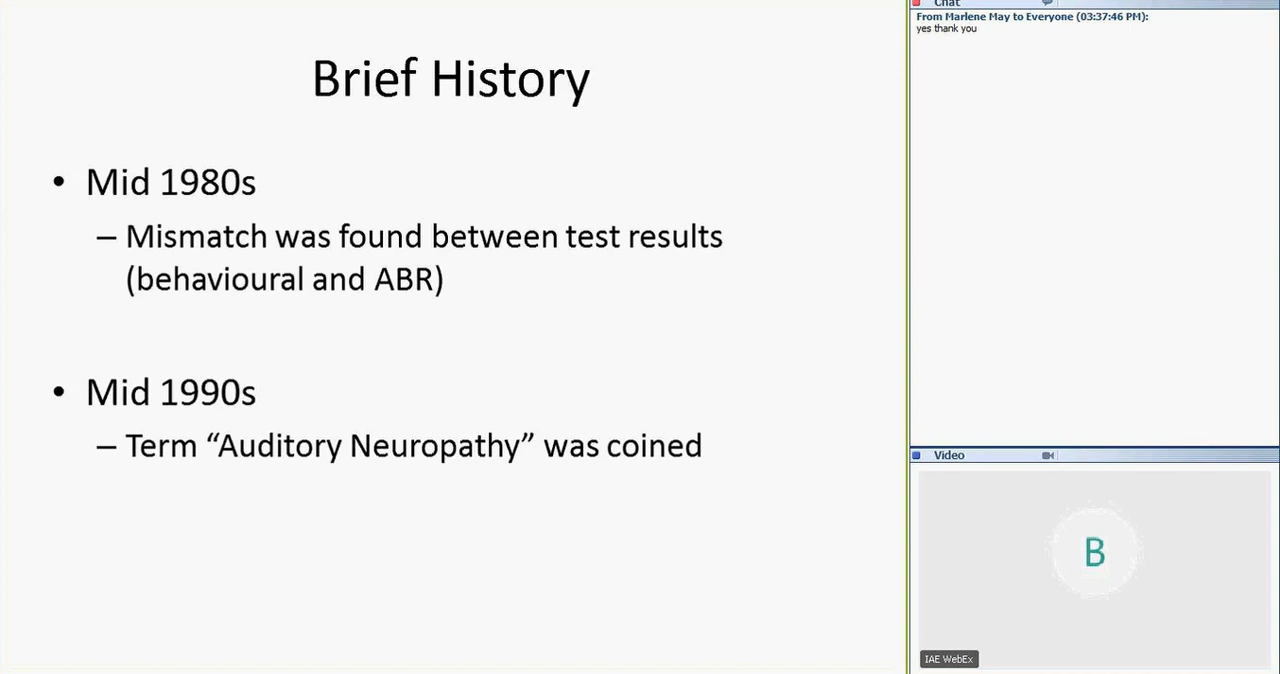 Brief History
• Mid 1980s
– Mismatch was found between test results
(behavioural and ABR)
• Mid 1990s
– Term “Auditory Neuropathy” was coined
Chat
From Marlene May to Everyone (03:37:46 PM):
yes thank you
Video
B
IAE WebEx